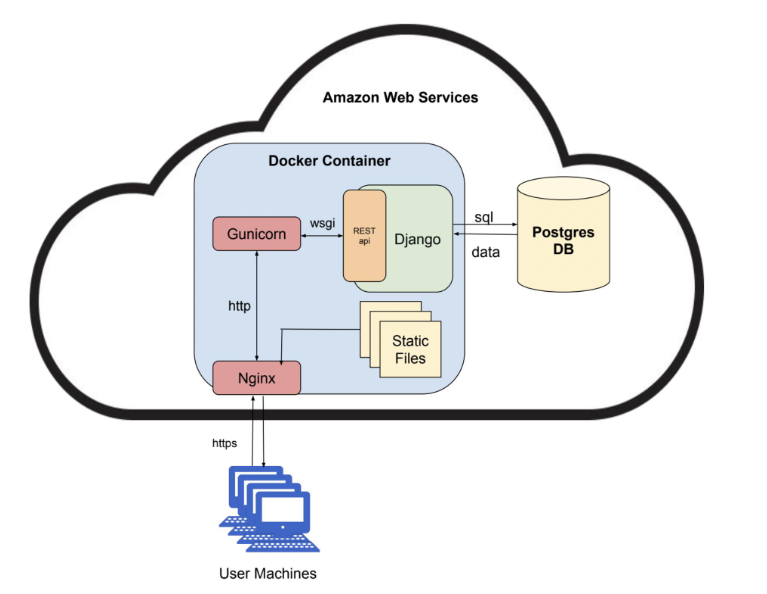 Amazon Web Services
Docker Container
Gunicorn
wsgi
REST
api
Django
sql
data
Postgres
DB
http
Static
Files
Nginx
https
User Machines